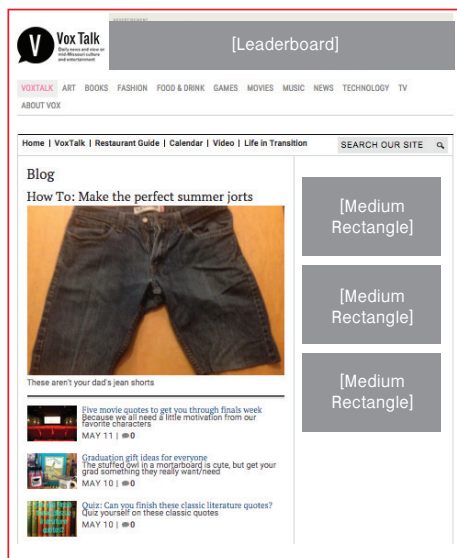 ADVERTISEMENT
[Leaderboard]
Vox Talk
Daily news and view on
mid-Missouri culture
and entertainment
VOXTALK ART BOOKS FASHION FOOD & DRINK GAMES MOVIES MUSIC NEWS TECHNOLOGY TV
ABOUT VOX
Home | VoxTalk | Restaurant Guide | Calendar | Video | Life in Transition
SEARCH OUR SITE
Blog
How To: Make the perfect summer jorts
These aren't your dad's jean shorts
Five movie quotes to get you through finals week
Because we all need a little motivation from our
favorite characters
MAY 11 | 0
Graduation gift ideas for everyone
The stuffed owl in a mortarboard is cute, but get your
grad something they really want/need
MAY 10 | 0
Quiz: Can you finish these classic literature quotes?
Quiz yourself on these classic quotes
MAY 10 | 0
[Medium
Rectangle]
[Medium
Rectangle]
[Medium
Rectangle]